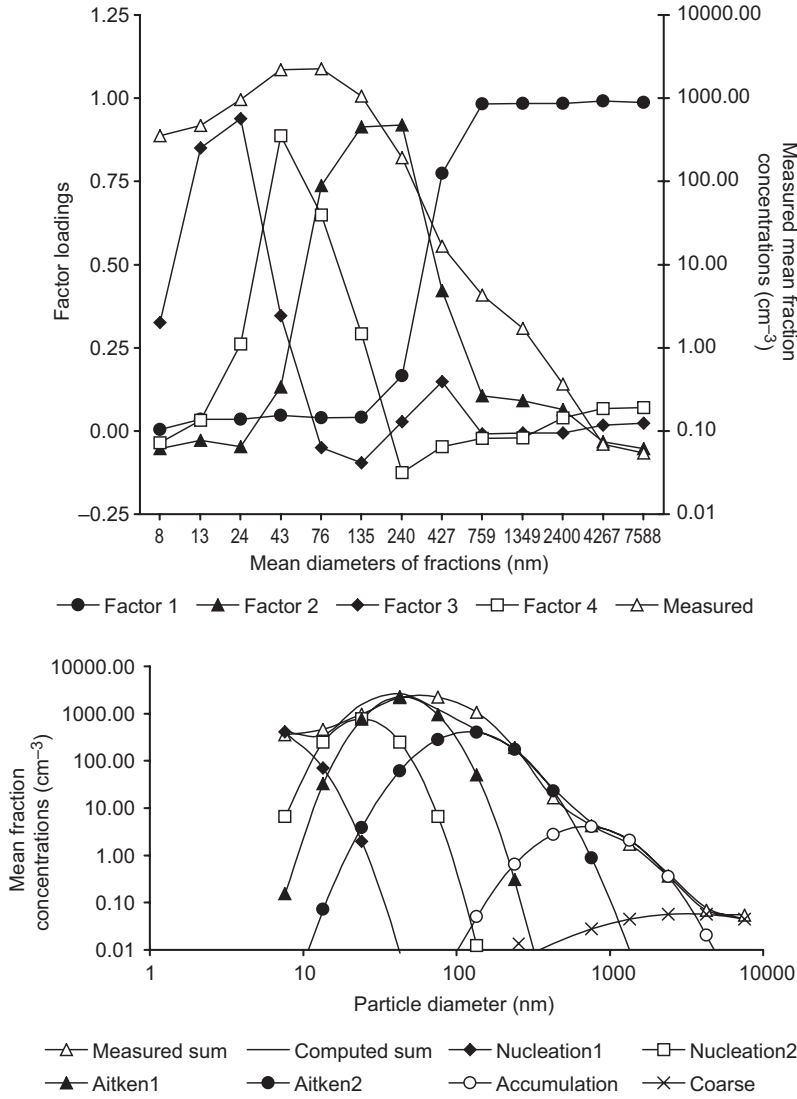 1.25
1.00
0.75
0.50
0.25
0.00
–0.25
Factor loadings
10000.00
1000.00
100.00
10.00
1.00
0.10
0.01
Measured mean fraction
concentrations (cm⁻³)
8 13 24 43 76 135 240 427 759 1349 2400 4267 7588
Mean diameters of fractions (nm)
Factor 1 Factor 2 Factor 3 Factor 4 Measured
10000.00
1000.00
100.00
10.00
1.00
0.10
0.01
Mean fraction
concentrations (cm⁻³)
1 10 100 1000 10000
Particle diameter (nm)
Measured sum Computed sum Nucleation1 Nucleation2
Aitken1 Aitken2 Accumulation Coarse